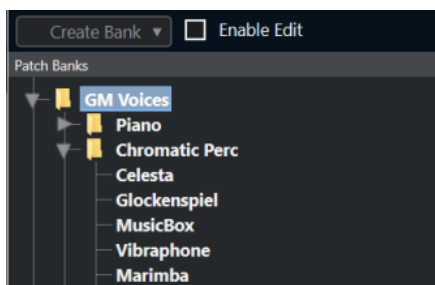 Create Bank Enable Edit
Patch Banks
GM Voices
Piano
Chromatic Perc
Celesta
Glockenspiel
MusicBox
Vibraphone
Marimba